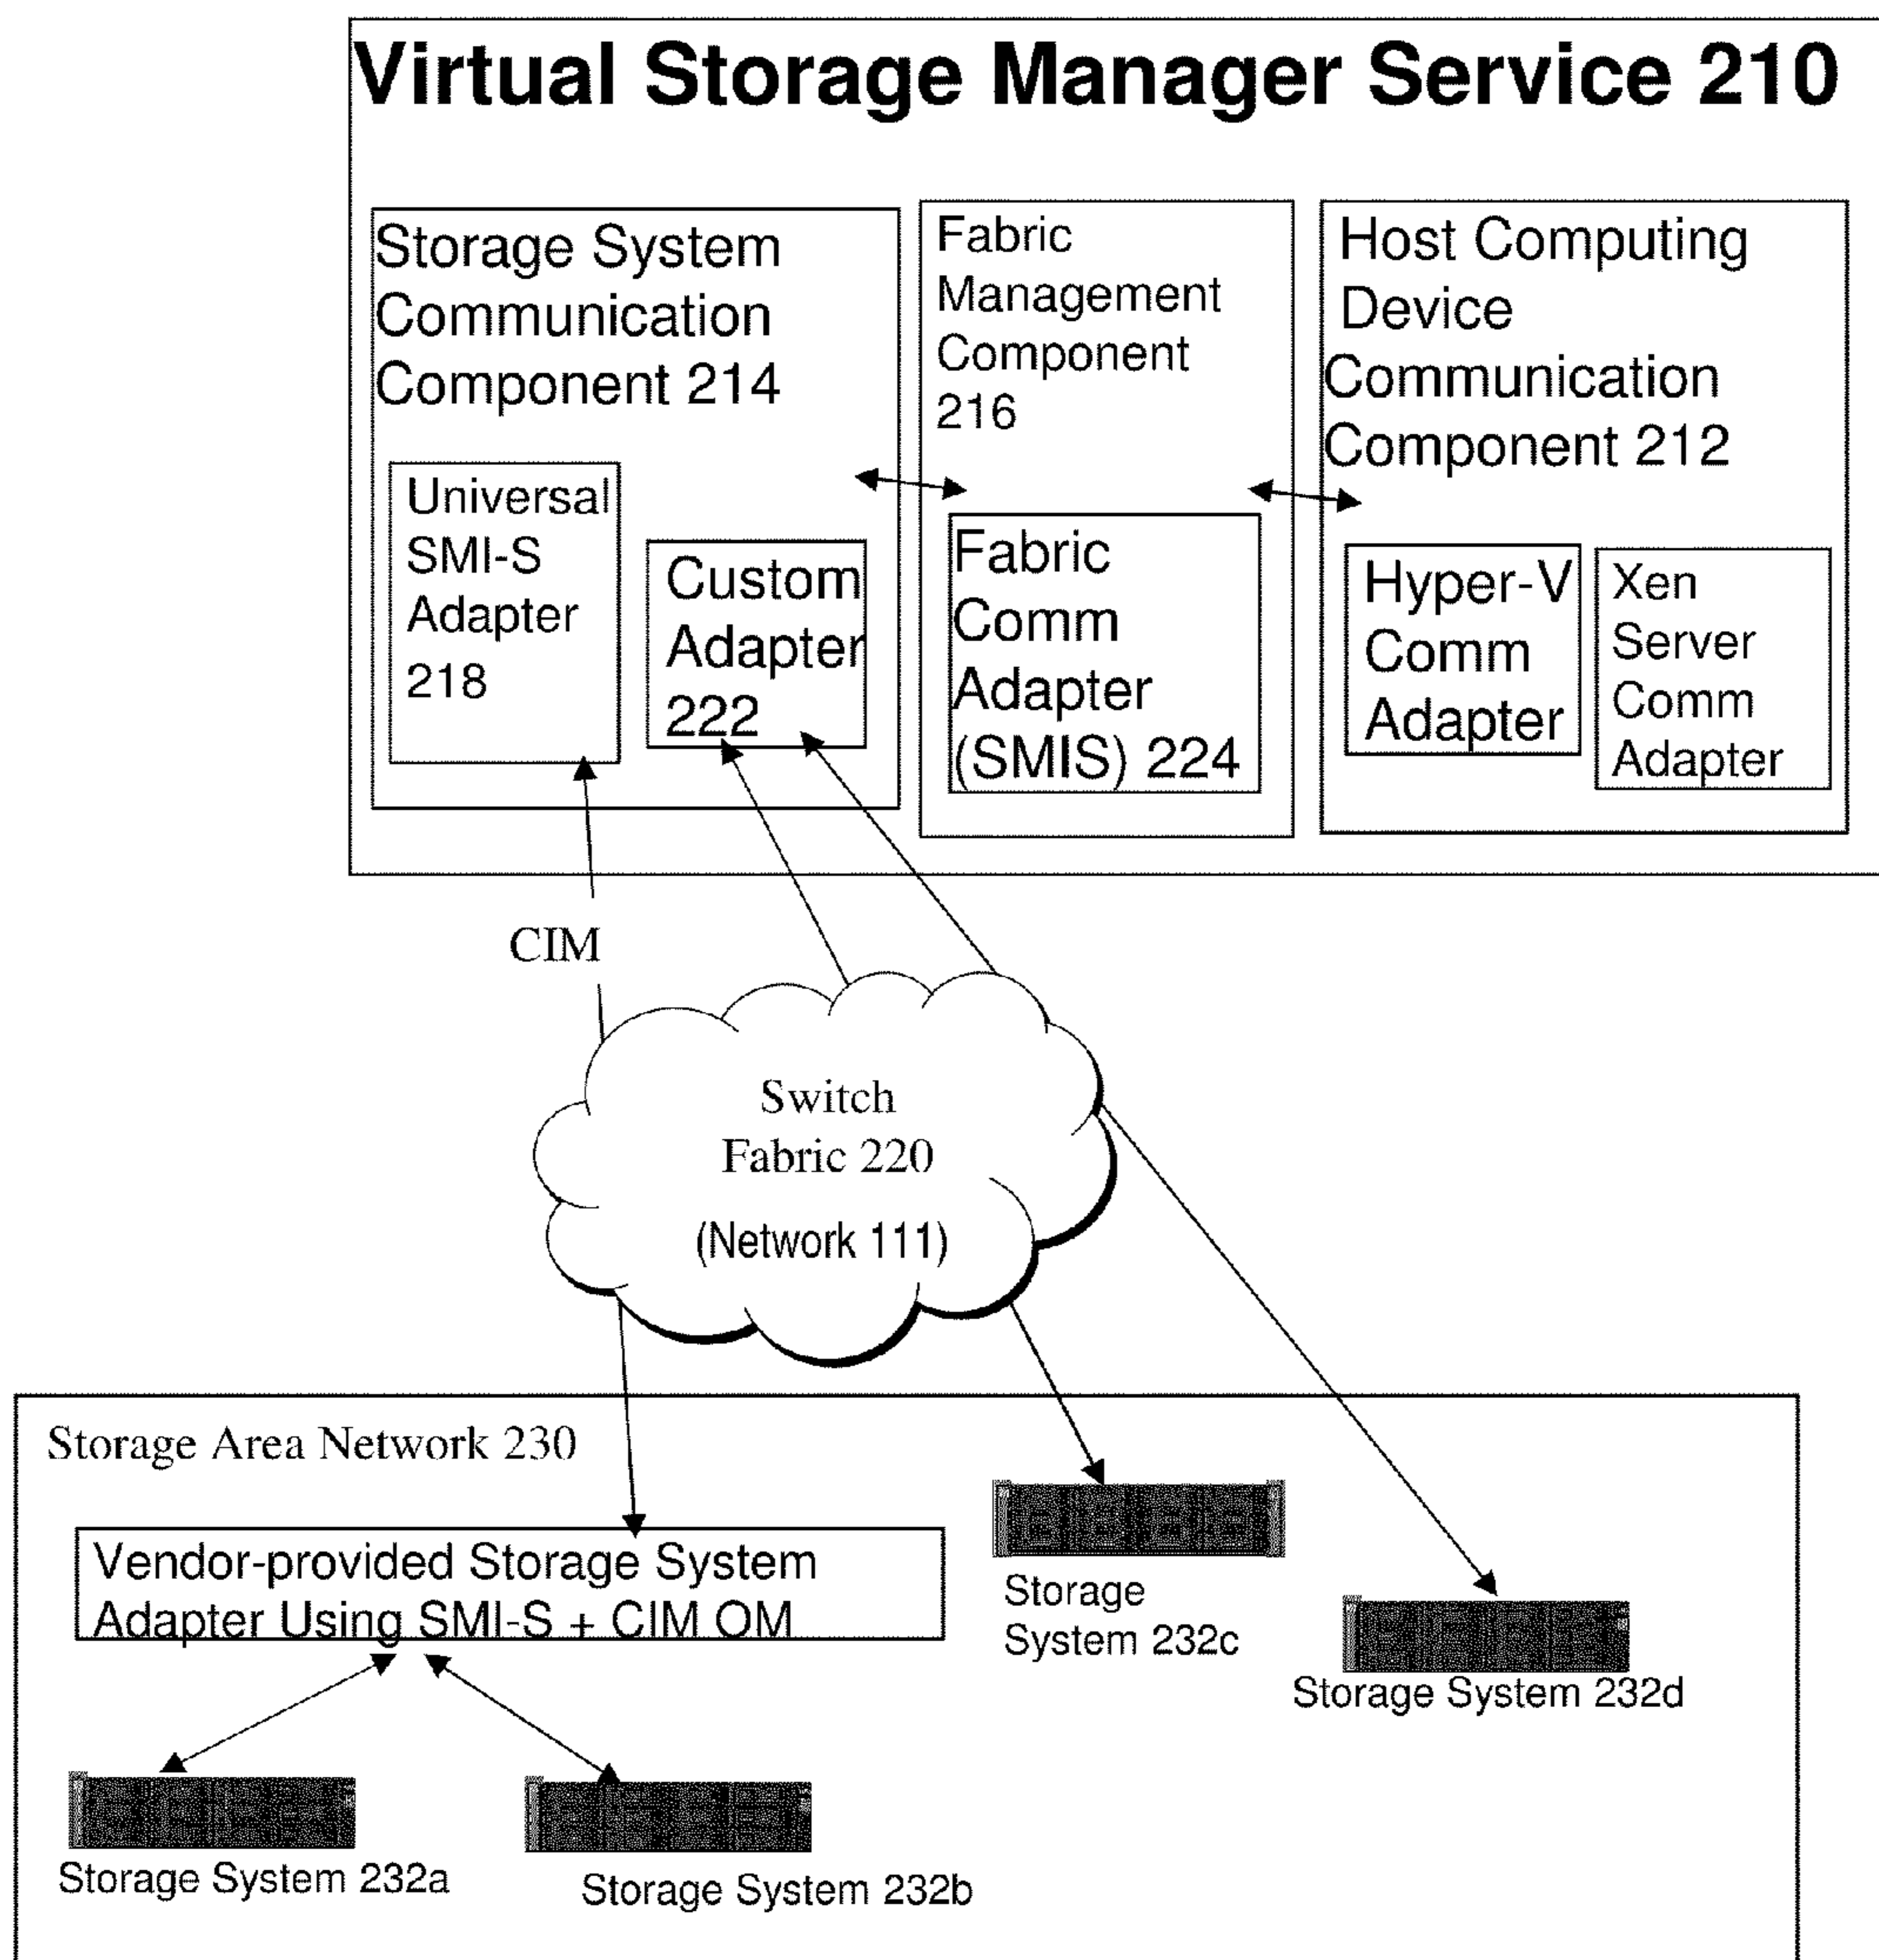 Virtual Storage Manager Service 210
Storage System
Communication
Component 214
Universal
SMI-S
Adapter
218
Custom
Adapter
222
Fabric
Management
Component
216
Fabric
Comm
Adapter
(SMIS) 224
Host Computing
Device
Communication
Component 212
Hyper-V
Comm
Adapter
Xen
Server
Comm
Adapter
CIM
Switch
Fabric 220
(Network 111)
Storage Area Network 230
Vendor-provided Storage System
Adapter Using SMI-S + CIM OM
Storage
System 232c
Storage System 232d
Storage System 232a
Storage System 232b